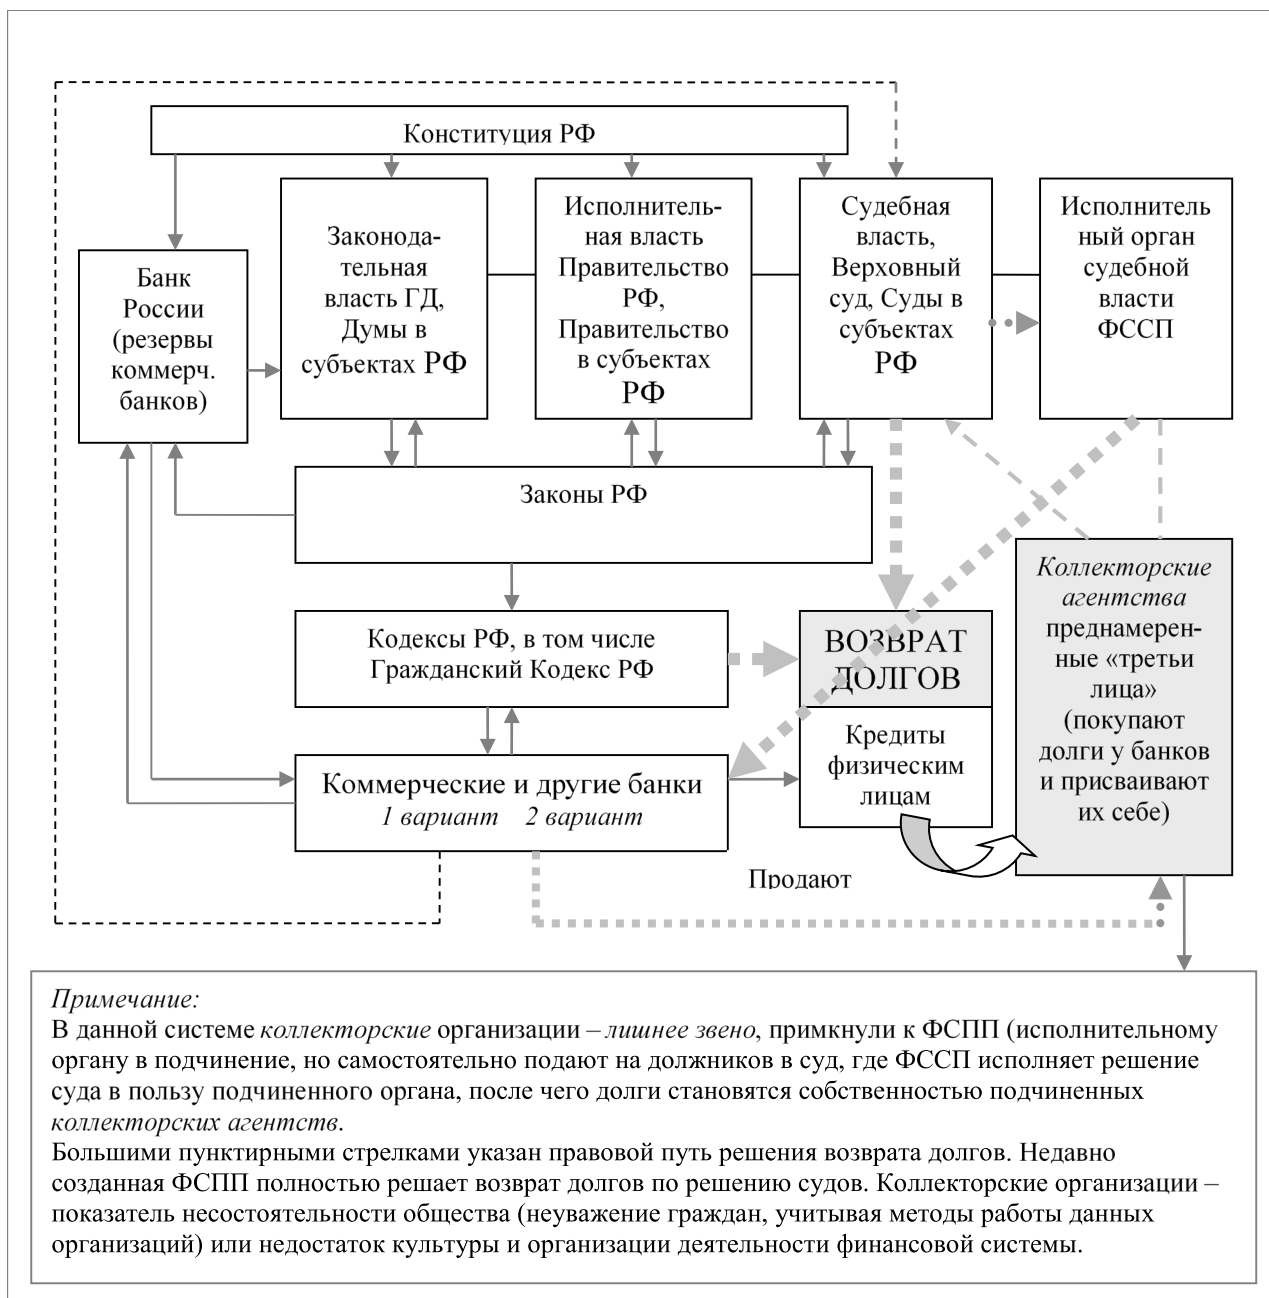 Конституция РФ
Банк
России
(резервы
коммерч.
банков)
Законода-
тельная
власть ГД,
Думы в
субъектах РФ
Исполнитель-
ная власть
Правительство
РФ,
Правительство
в субъектах
РФ
Судебная
власть,
Верховный
суд, Суды в
субъектах
РФ
Исполнитель
ный орган
судебной
власти
ФССП
Законы РФ
Кодексы РФ, в том числе
Гражданский Кодекс РФ
ВОЗВРАТ
ДОЛГОВ
Кредиты
физическим
лицам
Коллекторские
агентства
преднамерен-
ные «третьи
лица»
(покупают
долги у банков
и присваивают
их себе)
Коммерческие и другие банки
1 вариант 2 вариант
Продают
Примечание:
В данной системе коллекторские организации – лишнее звено, примкнули к ФСПП (исполнительному
органу в подчинение, но самостоятельно подают на должников в суд, где ФССП исполняет решение
суда в пользу подчиненного органа, после чего долги становятся собственностью подчиненных
коллекторских агентств.
Большими пунктирными стрелками указан правовой путь решения возврата долгов. Недавно
созданная ФСПП полностью решает возврат долгов по решению судов. Коллекторские организации –
показатель несостоятельности общества (неуважение граждан, учитывая методы работы данных
организаций) или недостаток культуры и организации деятельности финансовой системы.